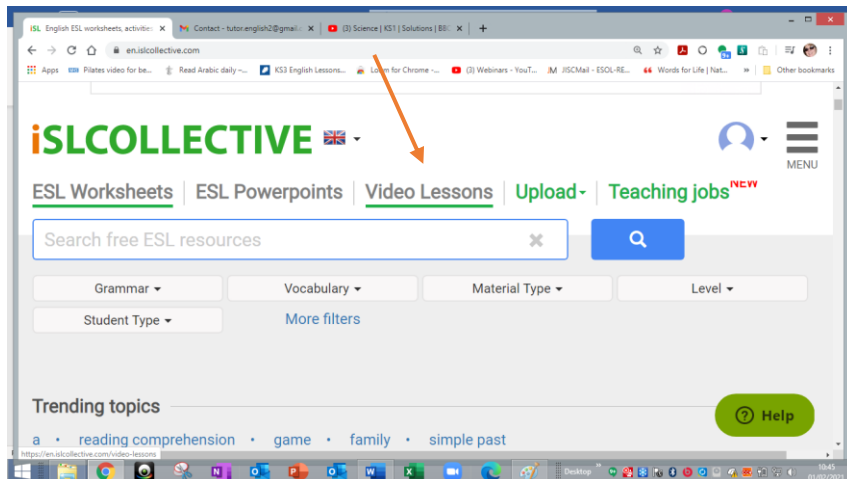 iSL English ESL worksheets, activities
Contact - tutor.english2@gmail.c
(3) Science | KS1 | Solutions | BBC
en.islcollective.com
Apps Pilates video for be... Read Arabic daily –... KS3 English Lessons... Loom for Chrome –... (3) Webinars - YouT... JISCMail - ESOL-RE... Words for Life | Nat... Other bookmarks
iSLCOLLECTIVE
MENU
ESL Worksheets ESL Powerpoints Video Lessons Upload Teaching jobs NEW
Search free ESL resources
Grammar Vocabulary Material Type Level
Student Type More filters
Trending topics
Help
a • reading comprehension • game • family • simple past
https://en.islcollective.com/video-lessons
Desktop 10:45